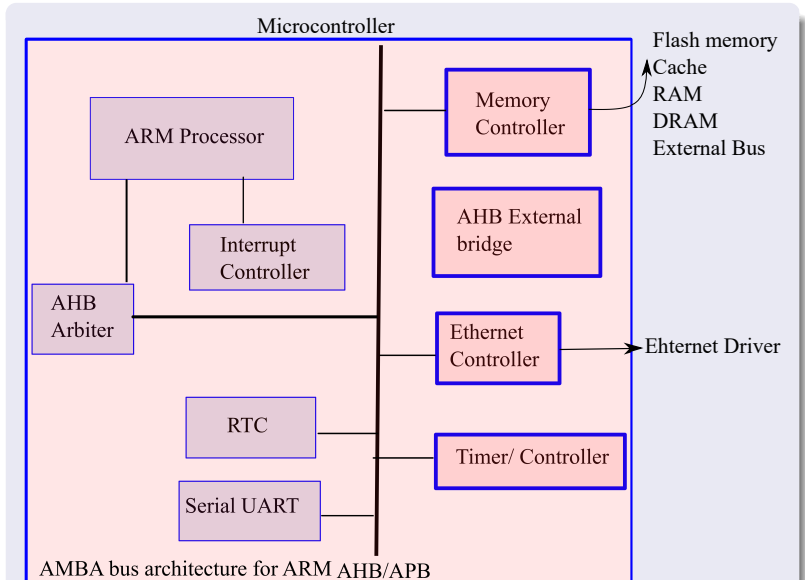 Microcontroller
Flash memory
Cache
RAM
DRAM
External Bus
Memory
Controller
ARM Processor
AHB External
bridge
Interrupt
Controller
AHB
Arbiter
Ethernet
Controller
Ehternet Driver
RTC
Timer/ Controller
Serial UART
AMBA bus architecture for ARM AHB/APB